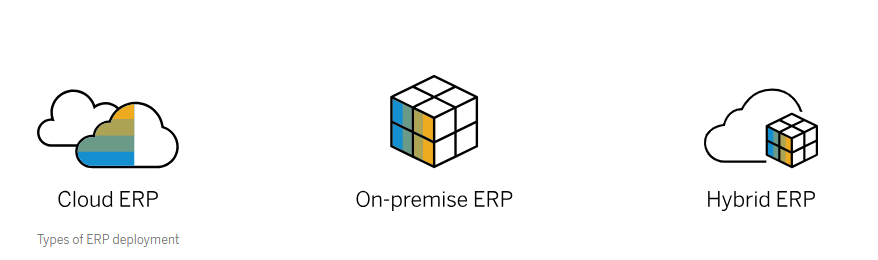 Cloud ERP
On-premise ERP
Hybrid ERP
Types of ERP deployment